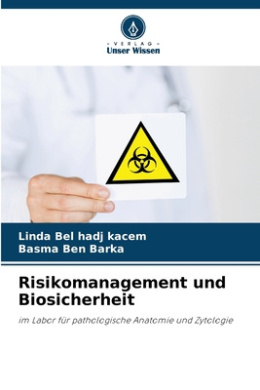 VERLAG
Unser Wissen
Linda Bel hadj kacem
Basma Ben Barka
Risikomanagement und
Biosicherheit
im Labor für pathologische Anatomie und Zytologie